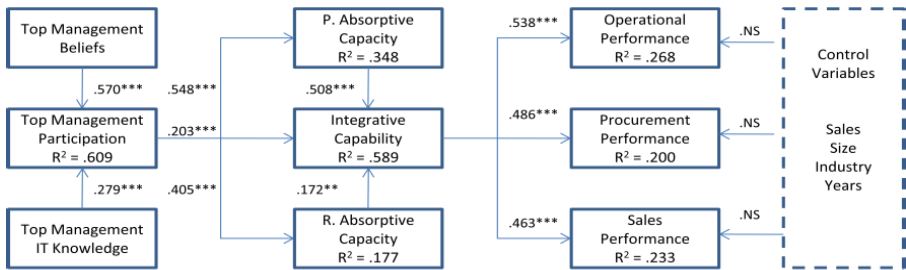 Top Management
Beliefs
.570***
Top Management
Participation
R² = .609
.279***
Top Management
IT Knowledge
.548***
.203***
.405***
P. Absorptive
Capacity
R² = .348
.508***
Integrative
Capability
R² = .589
.172**
R. Absorptive
Capacity
R² = .177
.538***
.486***
.463***
Operational
Performance
R² = .268
Procurement
Performance
R² = .200
Sales
Performance
R² = .233
.NS
.NS
.NS
Control
Variables
Sales
Size
Industry
Years